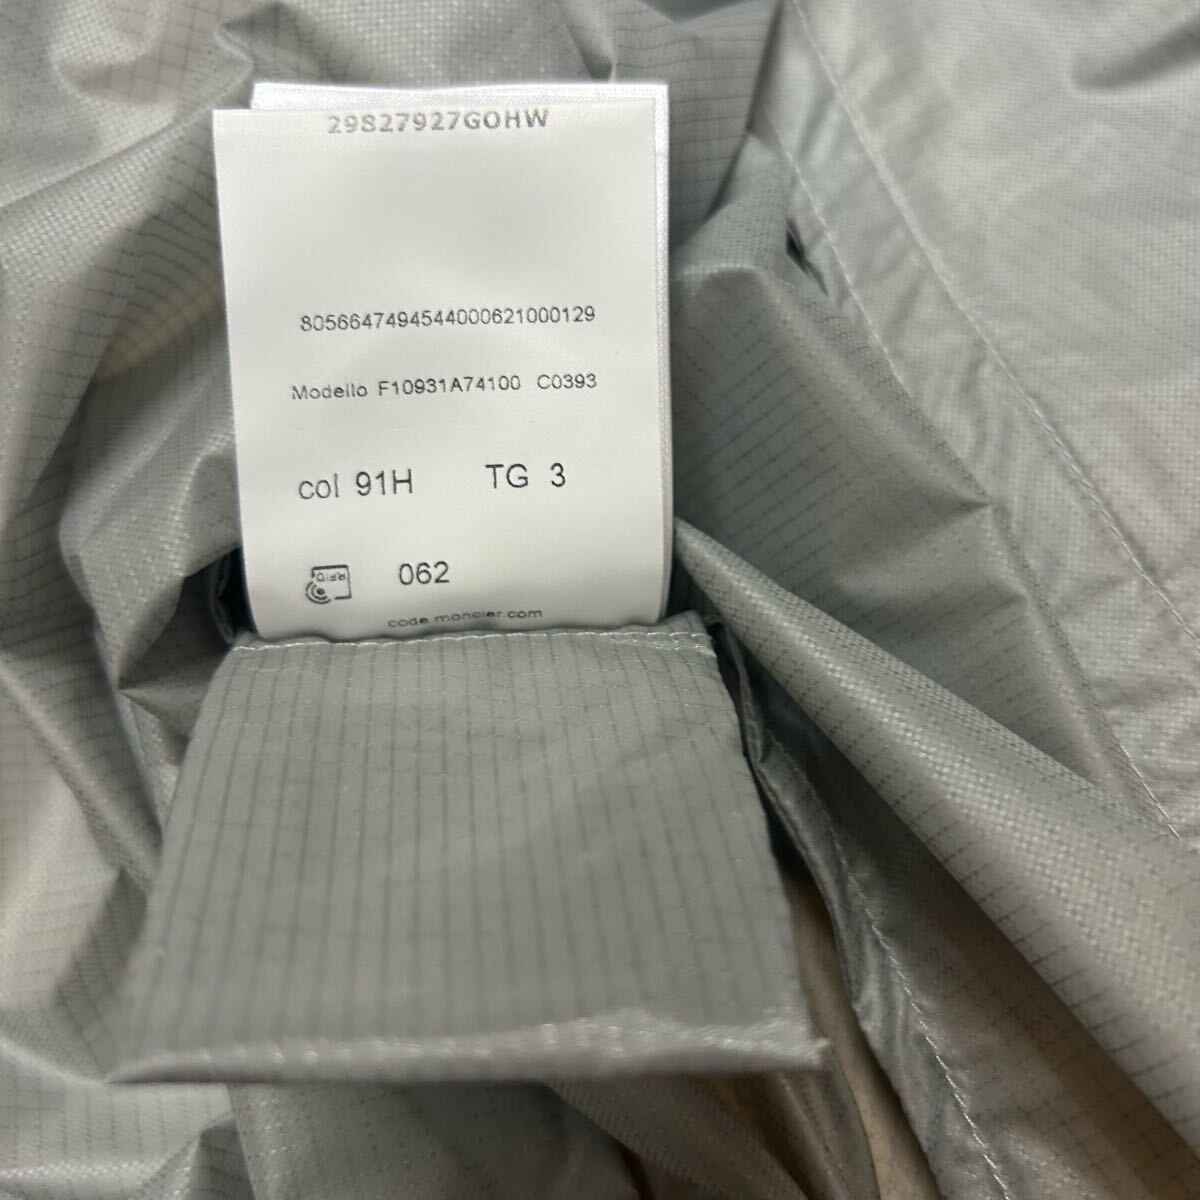 29827927GOHW
8056647494544000621000129
Modello F10931A74100 C0393
col 91H TG 3
RFID 062
code.moncler.com